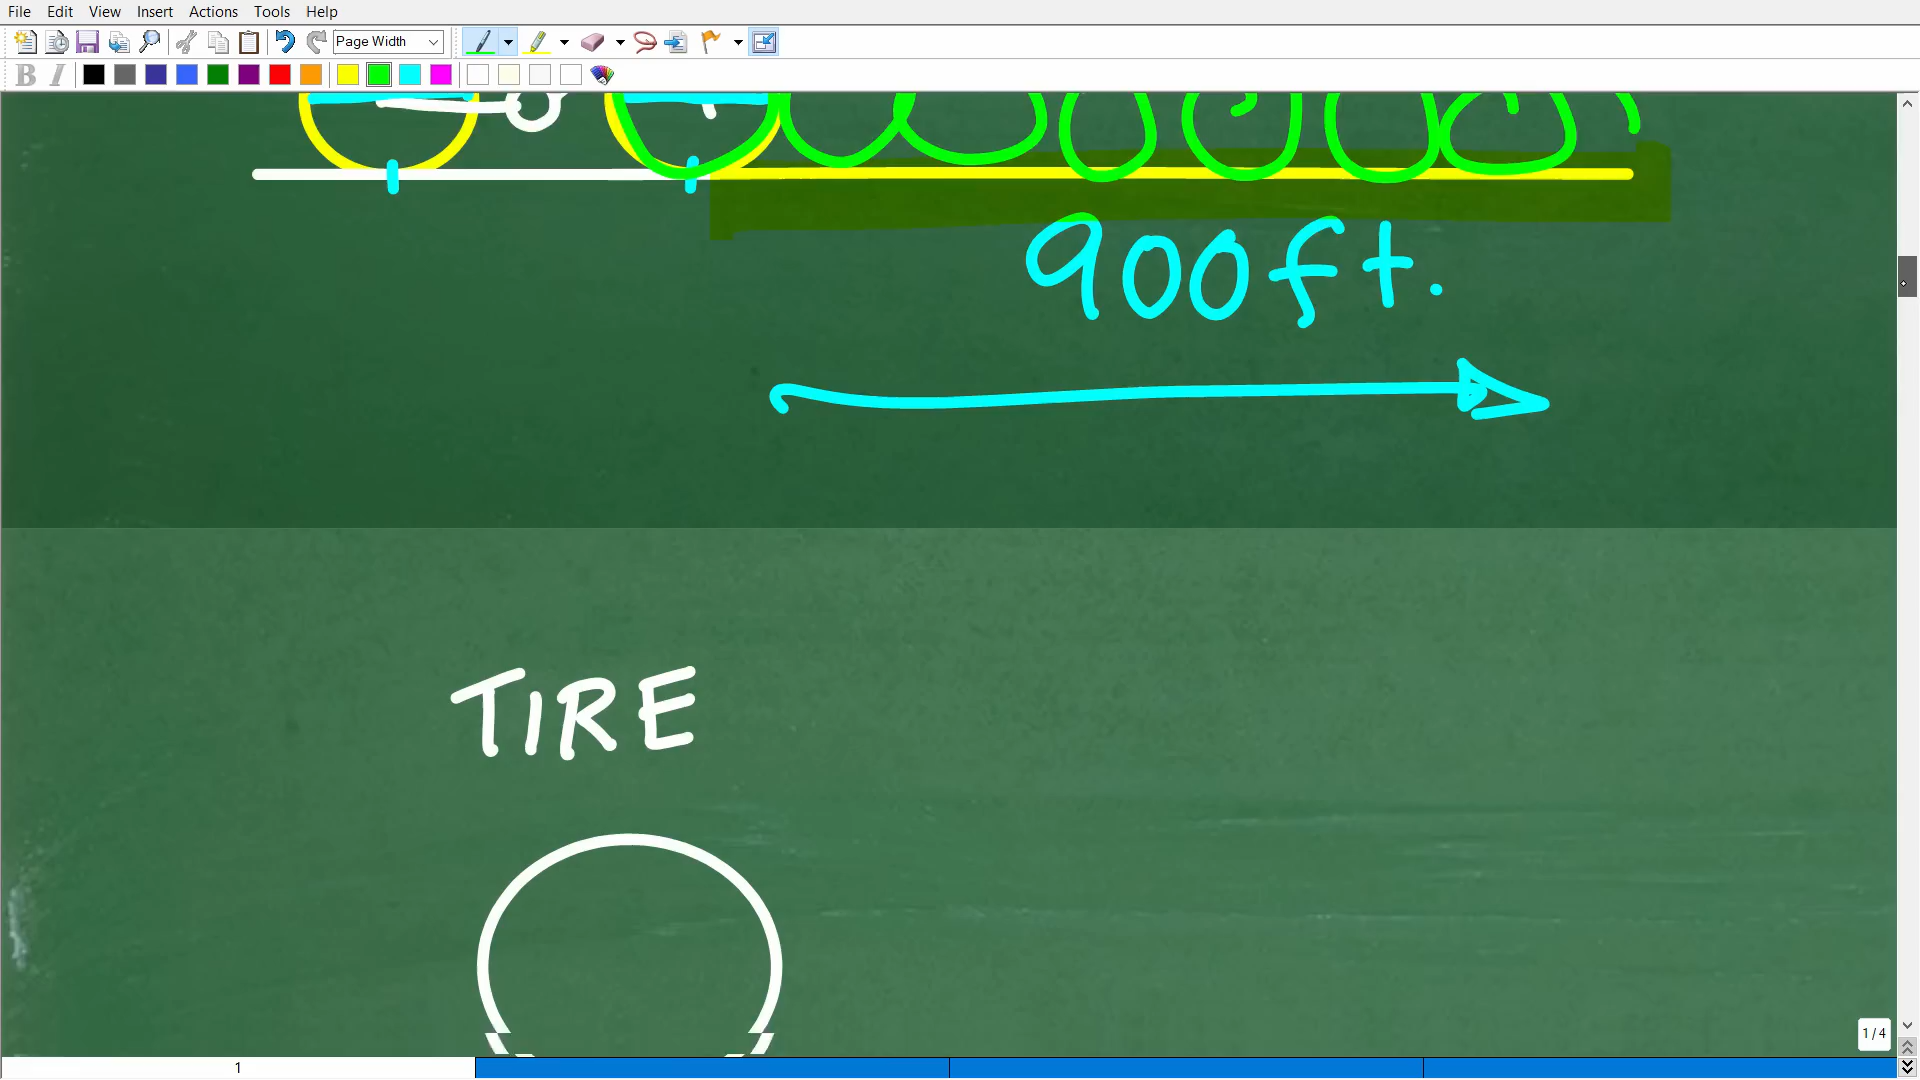 File Edit View Insert Actions Tools Help
Page Width
B I
900ft.
TIRE
1 / 4
1